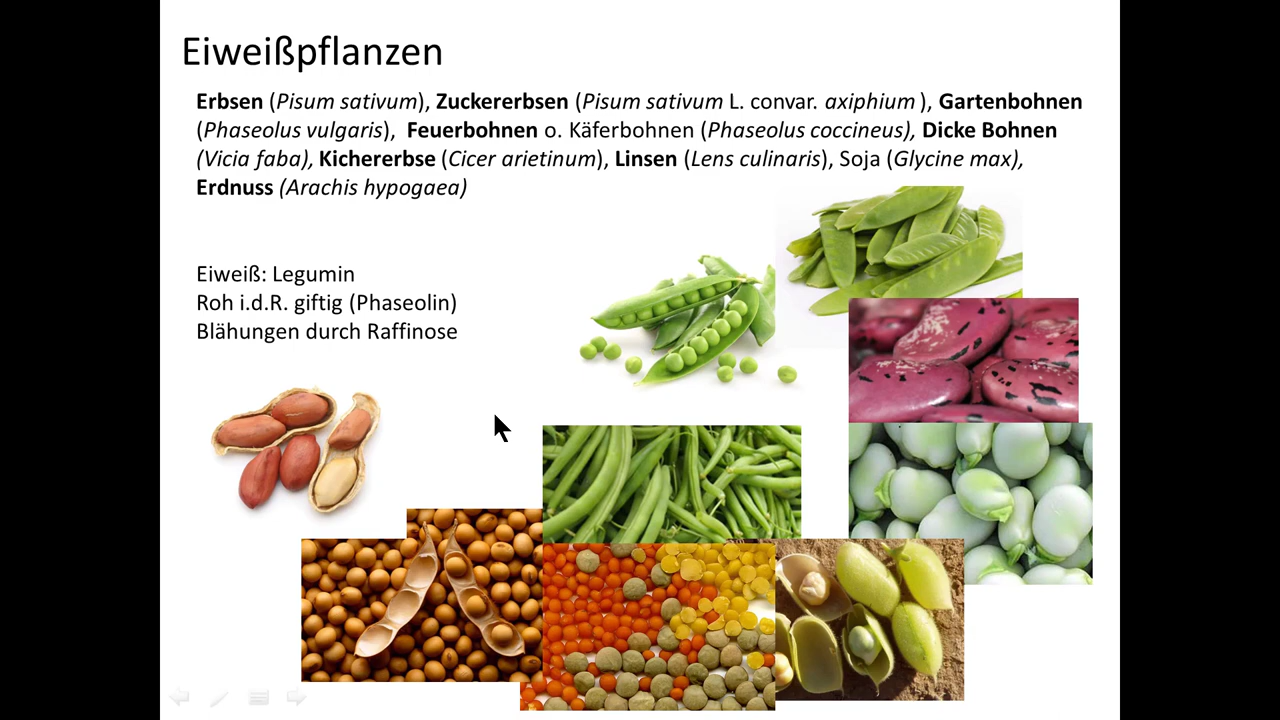 Eiweißpflanzen
Erbsen (Pisum sativum), Zuckererbsen (Pisum sativum L. convar. axiphium ), Gartenbohnen
(Phaseolus vulgaris), Feuerbohnen o. Käferbohnen (Phaseolus coccineus), Dicke Bohnen
(Vicia faba), Kichererbse (Cicer arietinum), Linsen (Lens culinaris), Soja (Glycine max),
Erdnuss (Arachis hypogaea)
Eiweiß: Legumin
Roh i.d.R. giftig (Phaseolin)
Blähungen durch Raffinose